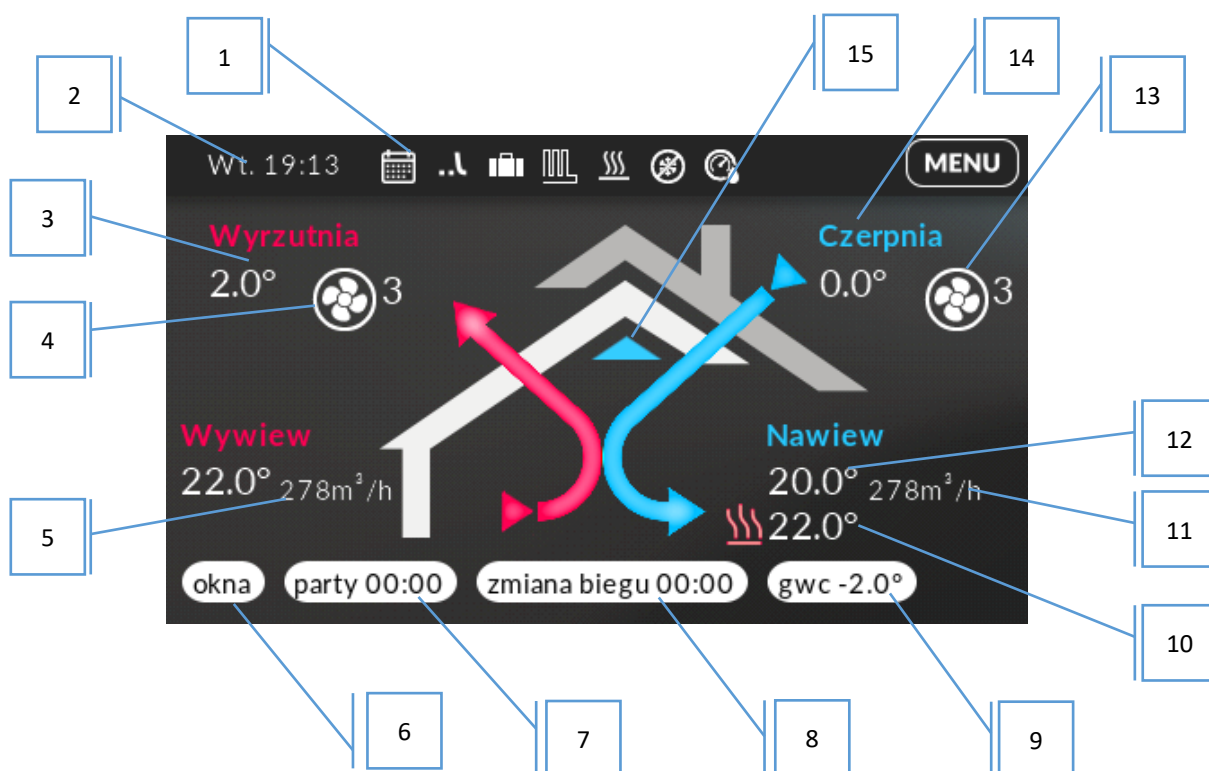 1
15
14
13
2
Wt. 19:13
MENU
3
Wyrzutnia
2.0°
3
Czerpnia
0.0°
3
4
Wywiew
22.0° 278m³/h
Nawiew
20.0° 278m³/h
22.0°
12
5
11
okna
party 00:00
zmiana biegu 00:00
gwc -2.0°
10
6
7
8
9